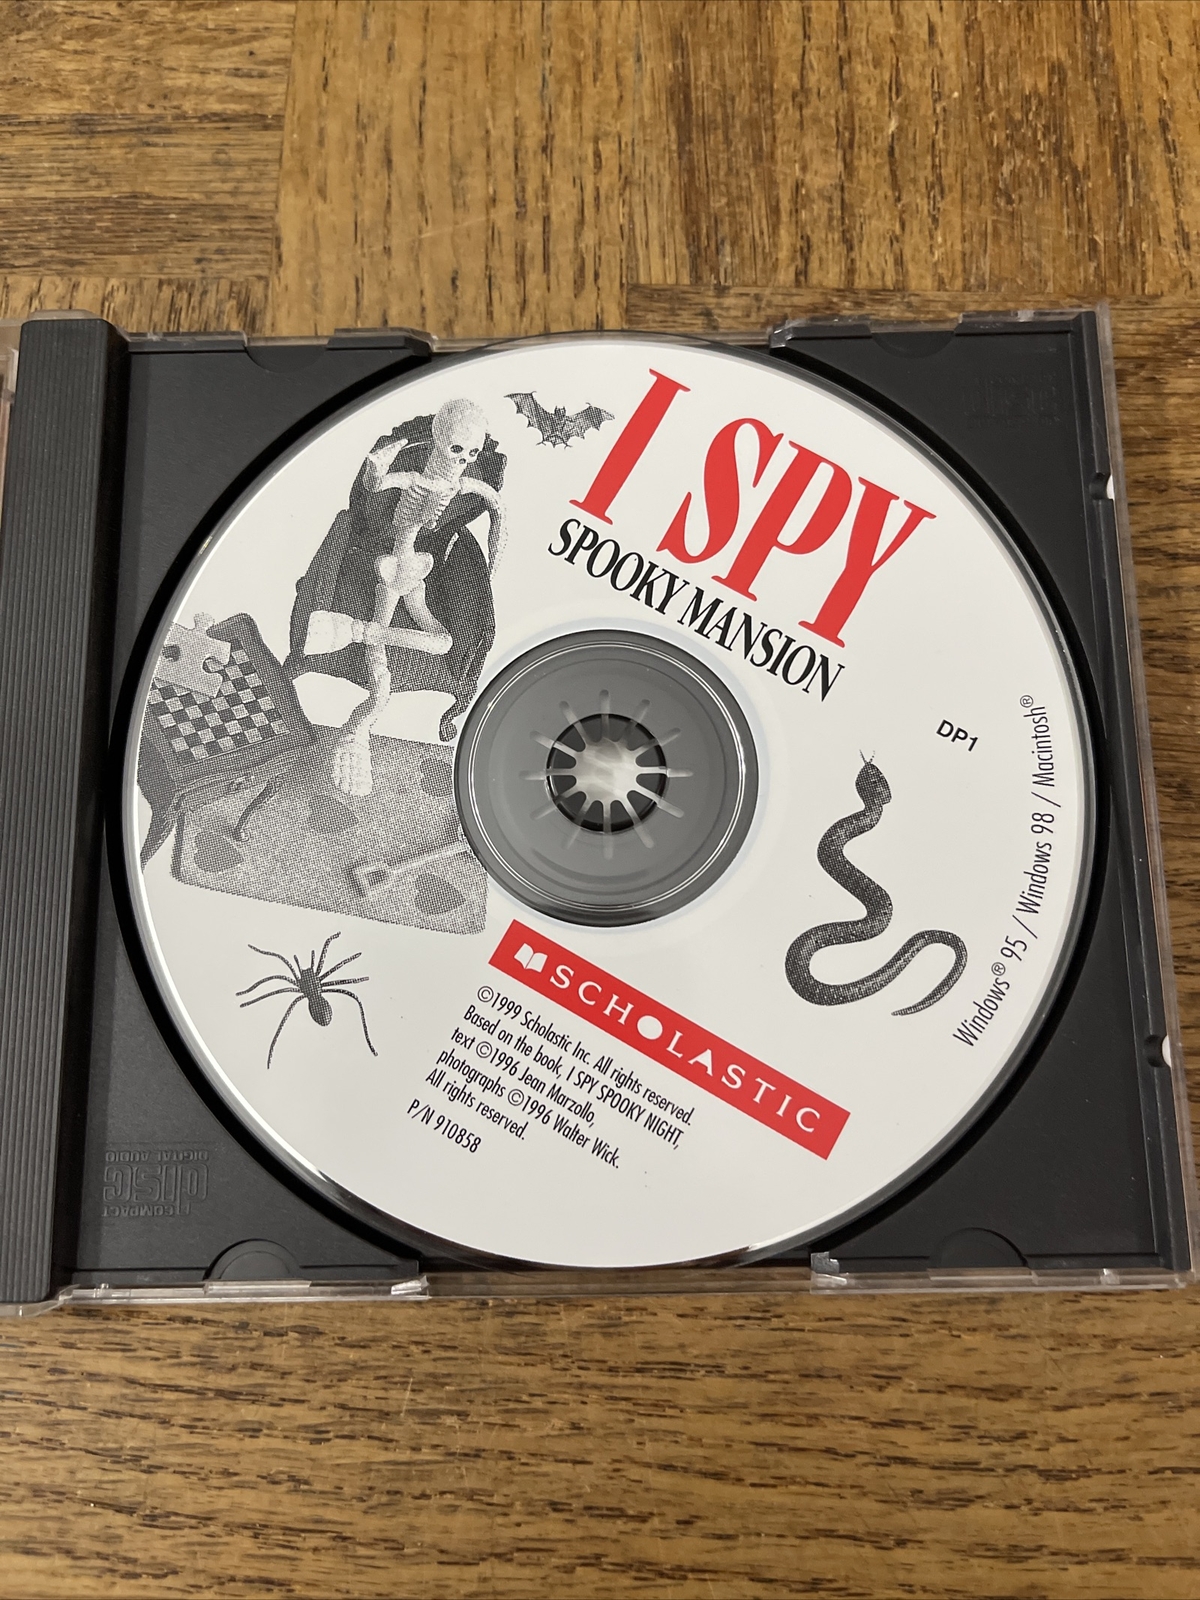 I SPY
SPOOKY MANSION
DP1
Windows® 95 / Windows 98 / Macintosh®
SCHOLASTIC
©1999 Scholastic Inc. All rights reserved.
Based on the book, I SPY SPOOKY NIGHT,
text ©1996 Jean Marzollo,
photographs ©1996 Walter Wick.
All rights reserved.
P/N 910858
COMPACT
disc
DIGITAL AUDIO